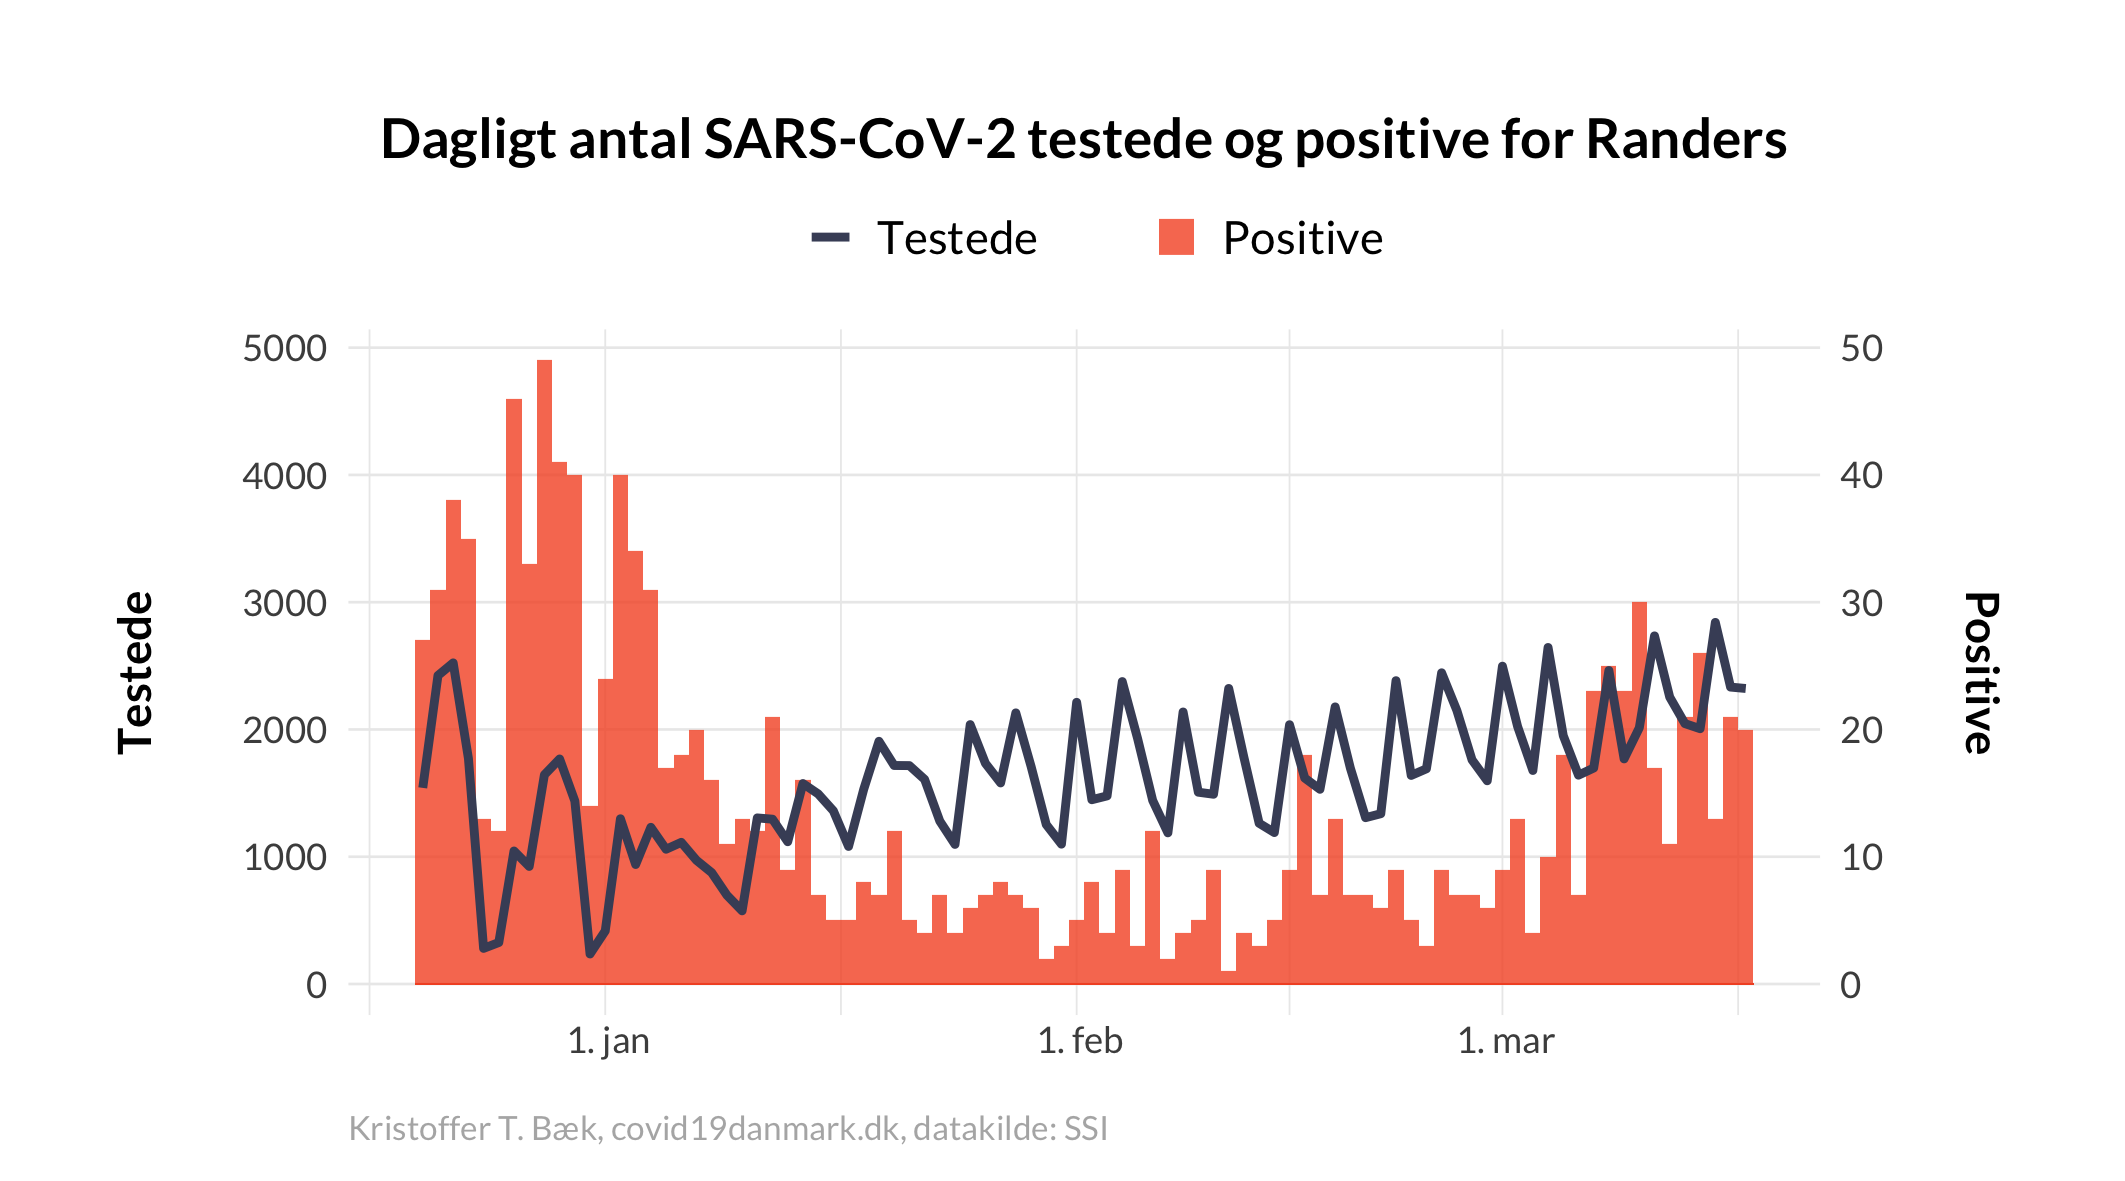 Dagligt antal SARS-CoV-2 testede og positive for Randers
Testede
Positive
5000
4000
3000
2000
1000
0
Testede
50
40
30
20
10
0
Positive
1. jan
1. feb
1. mar
Kristoffer T. Bæk, covid19danmark.dk, datakilde: SSI